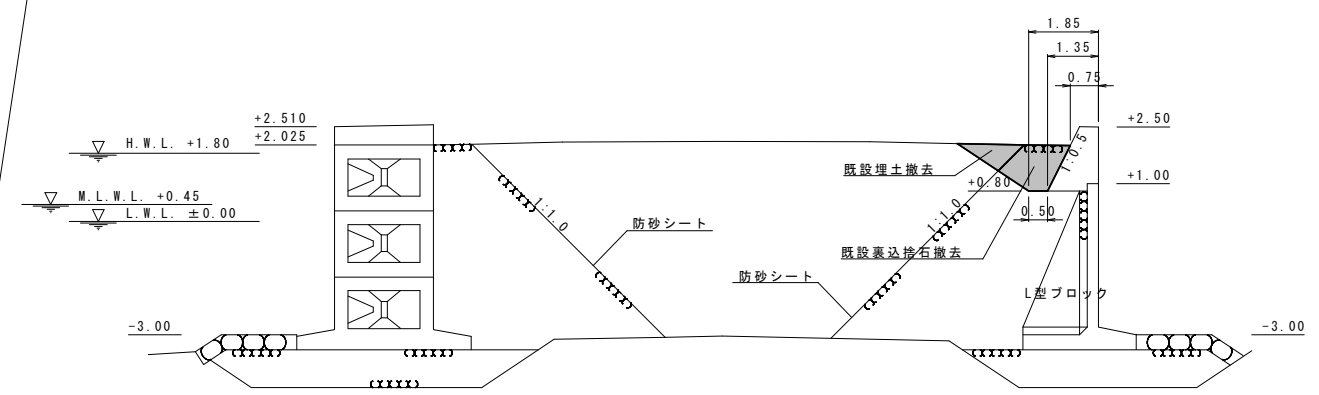 1.85
1.35
0.75
+2.510
+2.50
+2.025
H.W.L. +1.80
1:0.5
既設埋土撤去
+0.80
+1.00
M.L.W.L. +0.45
L.W.L. ±0.00
1:1.0
1:1.0
0.50
防砂シート
既設裏込捨石撤去
防砂シート
L型ブロック
-3.00
-3.00